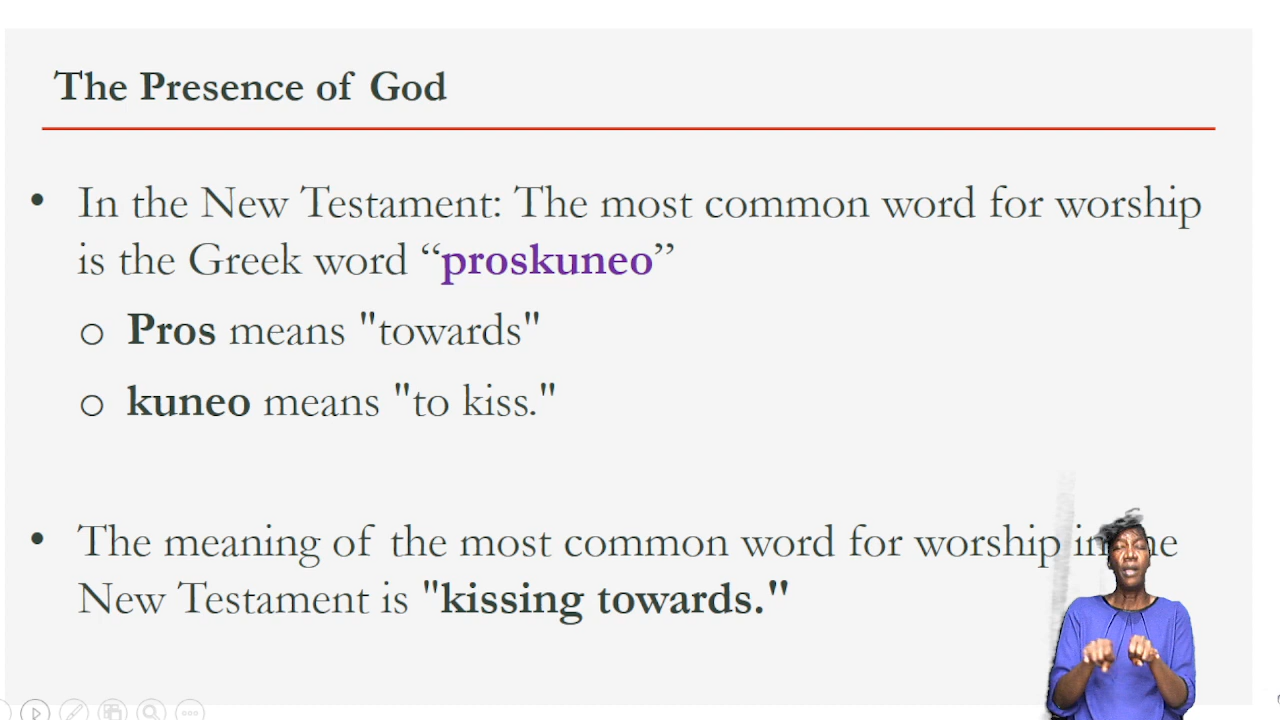 The Presence of God
• In the New Testament: The most common word for worship
is the Greek word “proskuneo”
o Pros means "towards"
o kuneo means "to kiss."
• The meaning of the most common word for worship in
New Testament is "kissing towards."